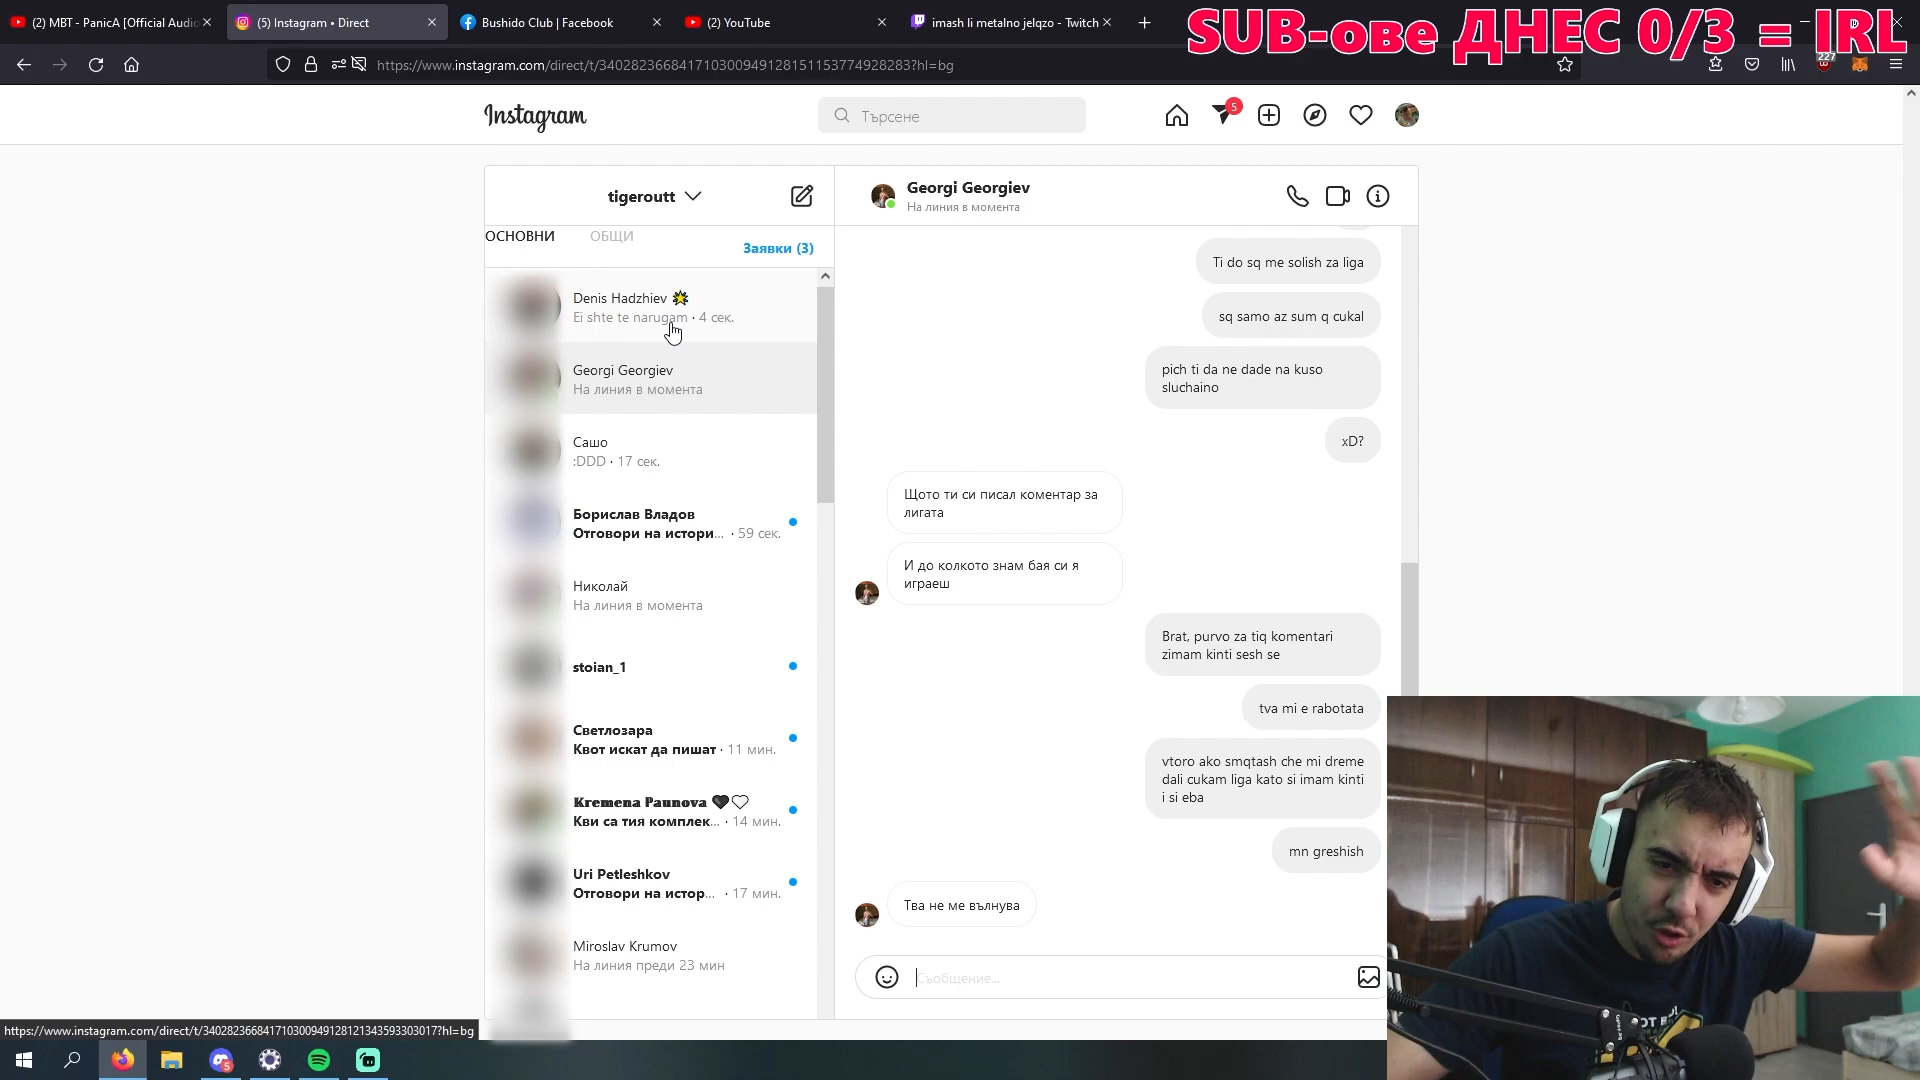 (2) MBT - PanicA [Official Audio
(5) Instagram • Direct
Bushido Club | Facebook
(2) YouTube
imash li metalno jelqzo - Twitch
SUB-ове ДНЕС 0/3 = IRL
https://www.instagram.com/direct/t/340282366841710300949128151153774928283?hl=bg
227
Instagram
Търсене
5
tigeroutt
ОСНОВНИ
ОБЩИ
Заявки (3)
Denis Hadzhiev
Ei shte te narugam · 4 сек.
Georgi Georgiev
На линия в момента
Сашо
:DDD · 17 сек.
Борислав Владов
Отговори на истори... · 59 сек.
Николай
На линия в момента
stoian_1
Светлозара
Квот искат да пишат · 11 мин.
Kremena Paunova 🖤🤍
Кви са тия комплек... · 14 мин.
Uri Petleshkov
Отговори на истор... · 17 мин.
Miroslav Krumov
На линия преди 23 мин
Georgi Georgiev
На линия в момента
Ti do sq me solish za liga
sq samo az sum q cukal
pich ti da ne dade na kuso
sluchaino
xD?
Щото ти си писал коментар за
лигата
И до колкото знам бая си я
играеш
Brat, purvo za tiq komentari
zimam kinti sesh se
tva mi e rabotata
vtoro ako smqtash che mi dreme
dali cukam liga kato si imam kinti
i si eba
mn greshish
Тва не ме вълнува
Съобщение...
https://www.instagram.com/direct/t/340282366841710300949128121343593303017?hl=bg
5